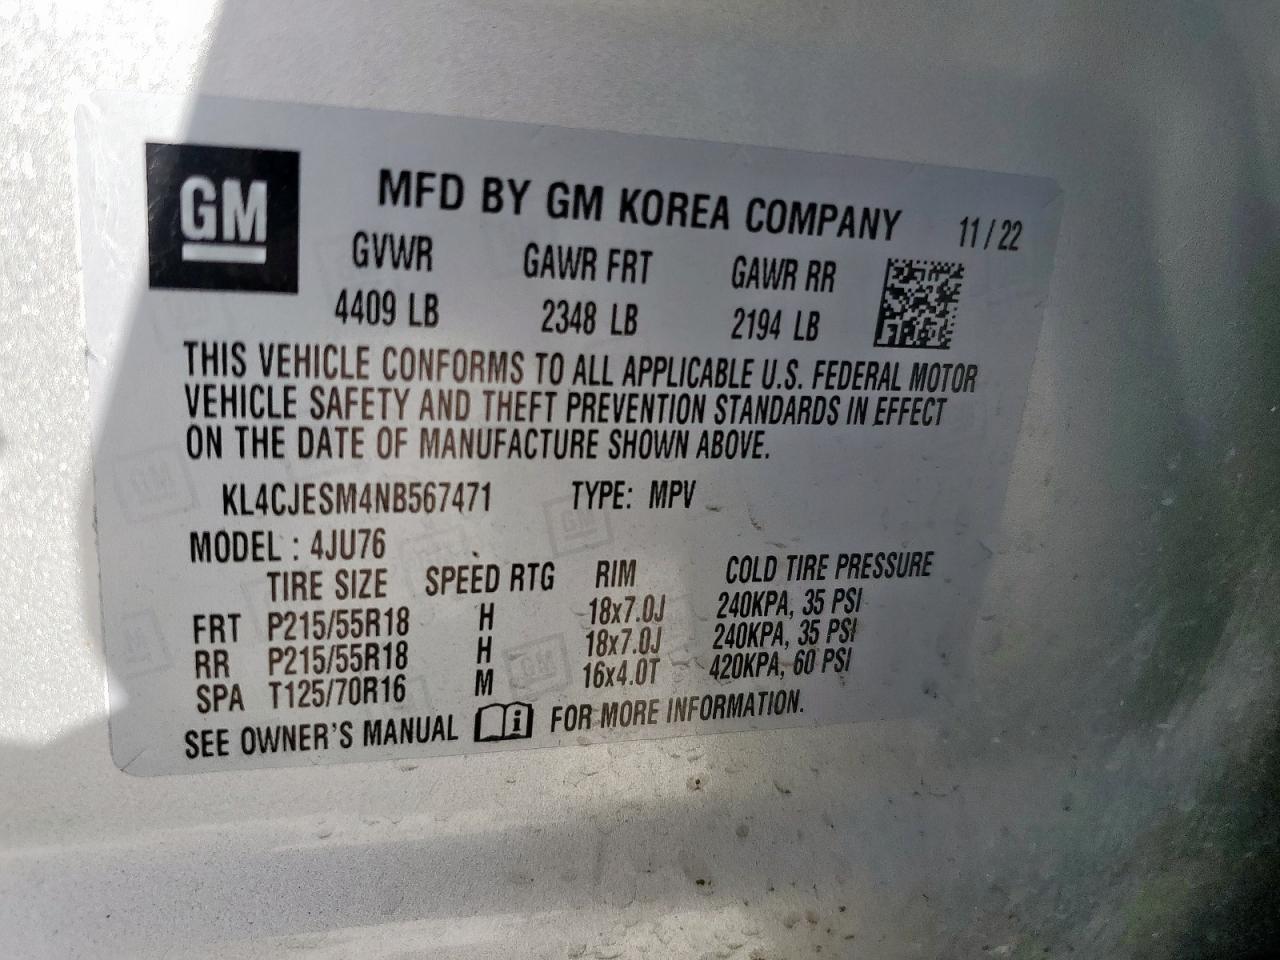 GM
MFD BY GM KOREA COMPANY 11/22
GVWR GAWR FRT GAWR RR
4409 LB 2348 LB 2194 LB
THIS VEHICLE CONFORMS TO ALL APPLICABLE U.S. FEDERAL MOTOR
VEHICLE SAFETY AND THEFT PREVENTION STANDARDS IN EFFECT
ON THE DATE OF MANUFACTURE SHOWN ABOVE.
KL4CJESM4NB567471 TYPE: MPV
MODEL : 4JU76
TIRE SIZE SPEED RTG RIM COLD TIRE PRESSURE
FRT P215/55R18 H 18x7.0J 240KPA, 35 PSI
RR P215/55R18 H 18x7.0J 240KPA, 35 PSI
SPA T125/70R16 M 16x4.0T 420KPA, 60 PSI
SEE OWNER'S MANUAL i FOR MORE INFORMATION.